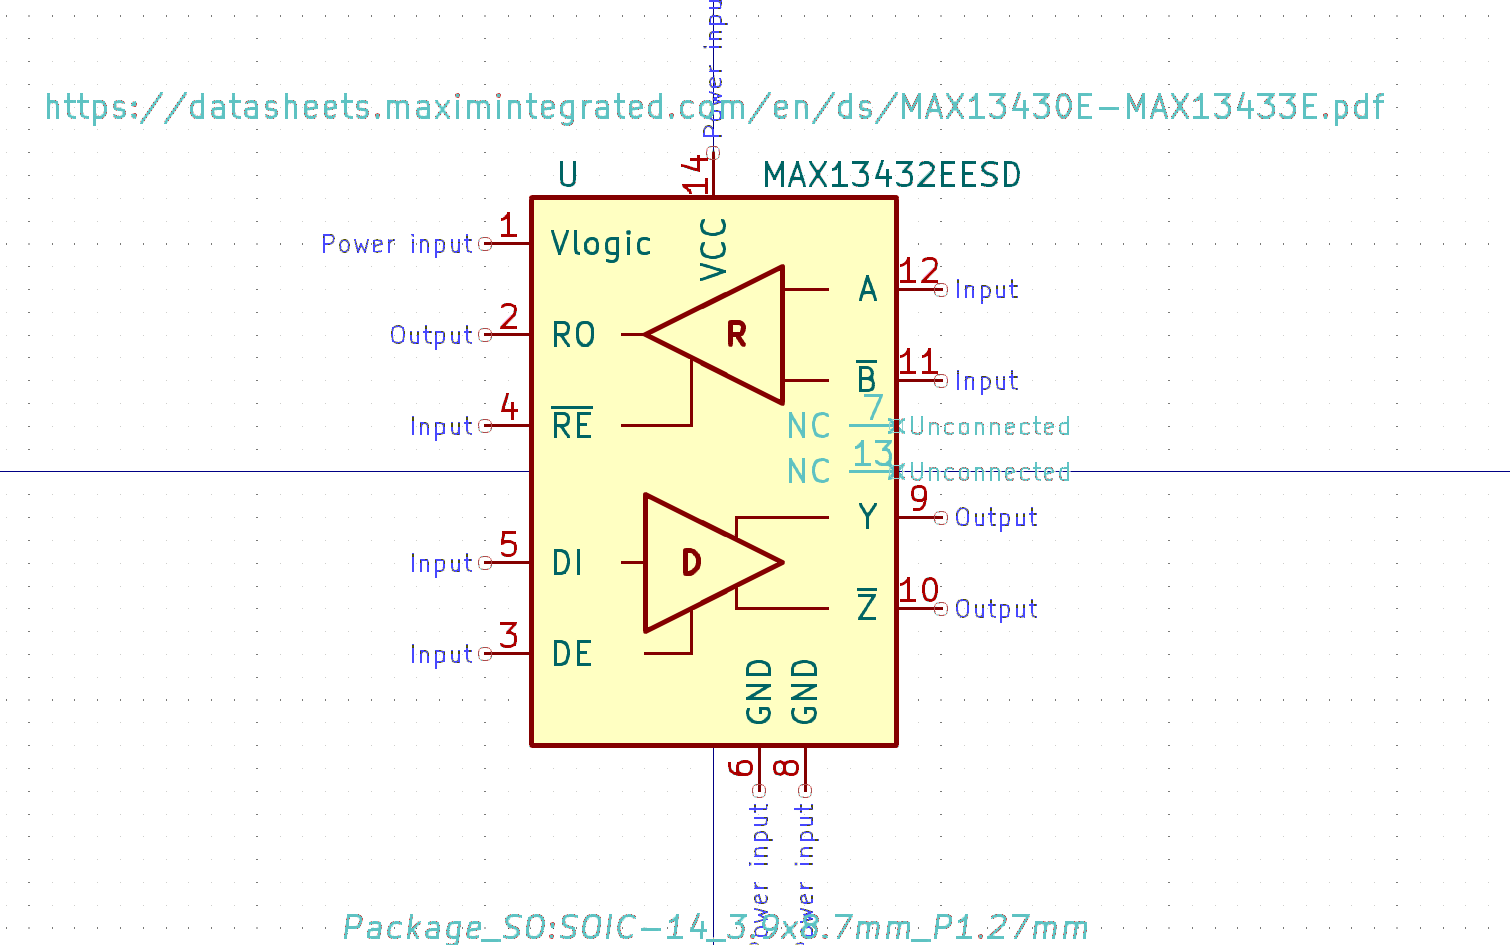 Power input
https://datasheets.maximintegrated.com/en/ds/MAX13430E-MAX13433E.pdf
U
14
MAX13432EESD
Power input 1 Vlogic
VCC
A 12 Input
Output 2 RO
R
B 11 Input
Input 4 RE
NC 7 Unconnected
NC 13 Unconnected
Y 9 Output
Input 5 DI
D
Z 10 Output
Input 3 DE
GND GND
6 8
Power input Power input
Package_SO:SOIC-14_3.9x8.7mm_P1.27mm